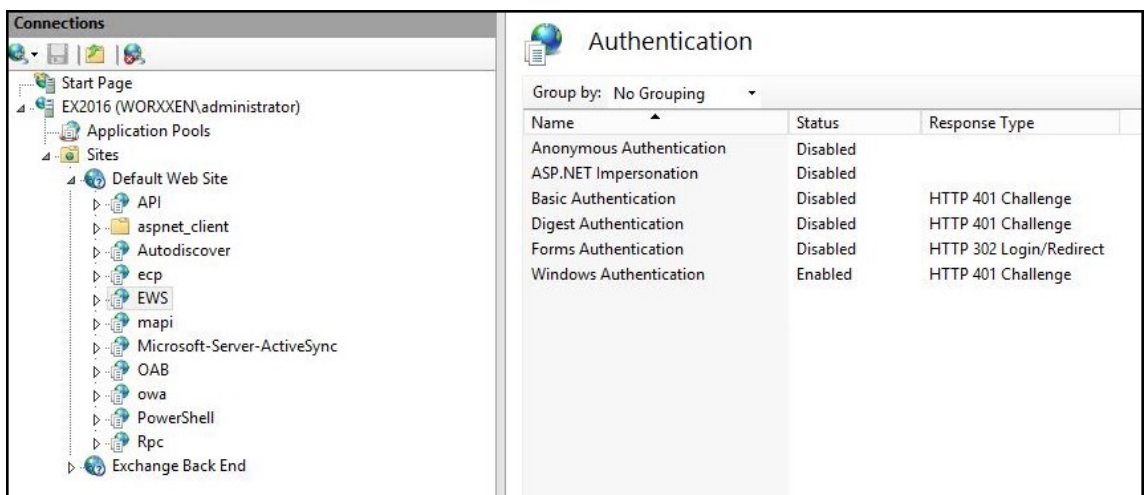 Connections
Start Page
EX2016 (WORXXEN\administrator)
Application Pools
Sites
Default Web Site
API
aspnet_client
Autodiscover
ecp
EWS
mapi
Microsoft-Server-ActiveSync
OAB
owa
PowerShell
Rpc
Exchange Back End
Authentication
Group by: No Grouping
Name Status Response Type
Anonymous Authentication Disabled
ASP.NET Impersonation Disabled
Basic Authentication Disabled HTTP 401 Challenge
Digest Authentication Disabled HTTP 401 Challenge
Forms Authentication Disabled HTTP 302 Login/Redirect
Windows Authentication Enabled HTTP 401 Challenge